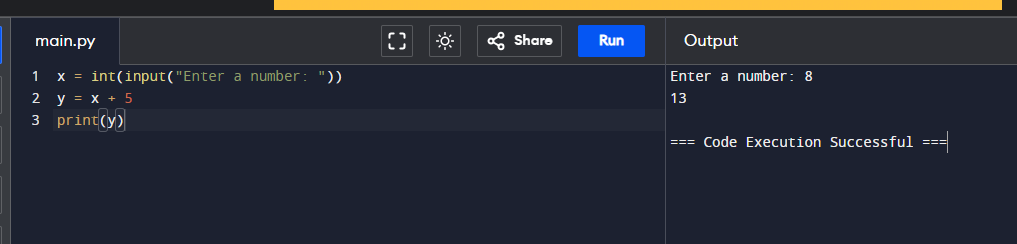 main.py
Share
Run
Output
1 x = int(input("Enter a number: "))
2 y = x + 5
3 print(y)
Enter a number: 8
13
=== Code Execution Successful ===